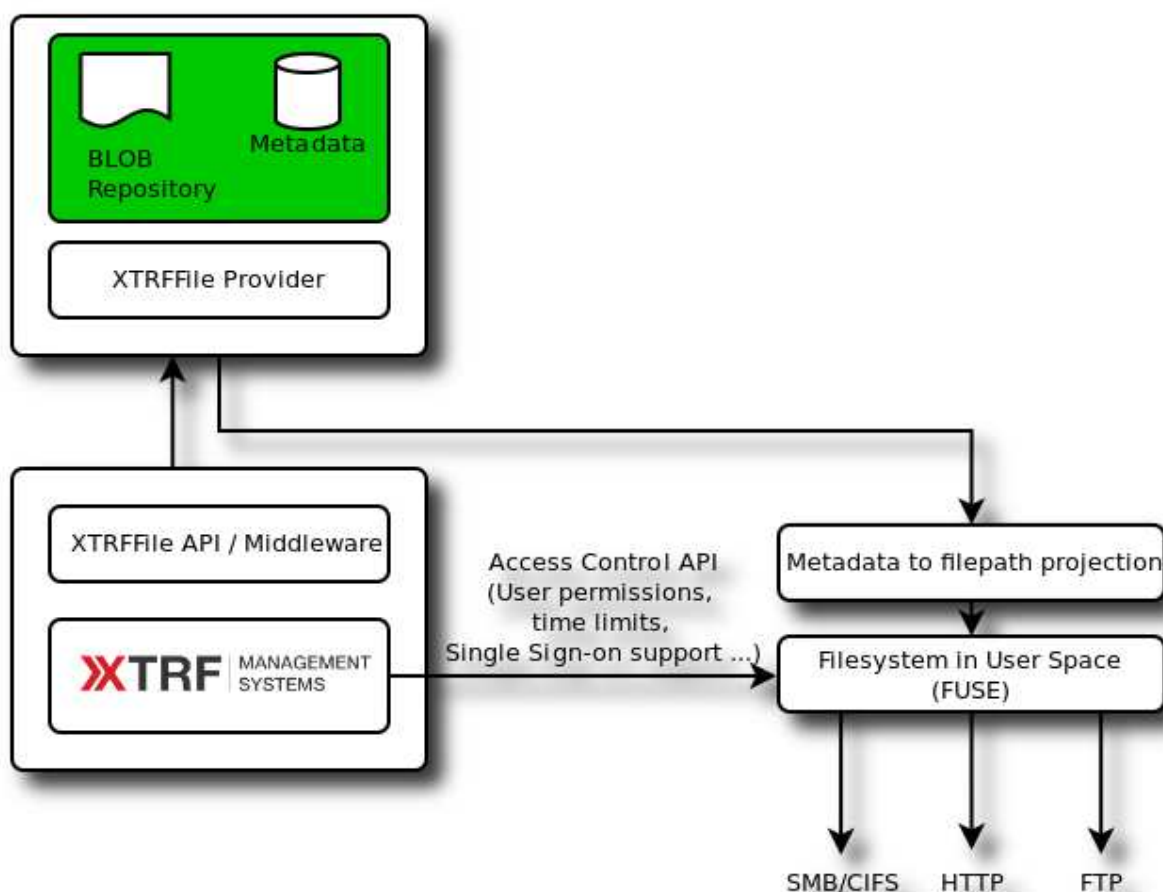 BLOB
Repository
Metadata
XTRFFile Provider
XTRFFile API / Middleware
XTRF MANAGEMENT
SYSTEMS
Access Control API
(User permissions,
time limits,
Single Sign-on support ...)
Metadata to filepath projection
Filesystem in User Space
(FUSE)
SMB/CIFS
HTTP
FTP